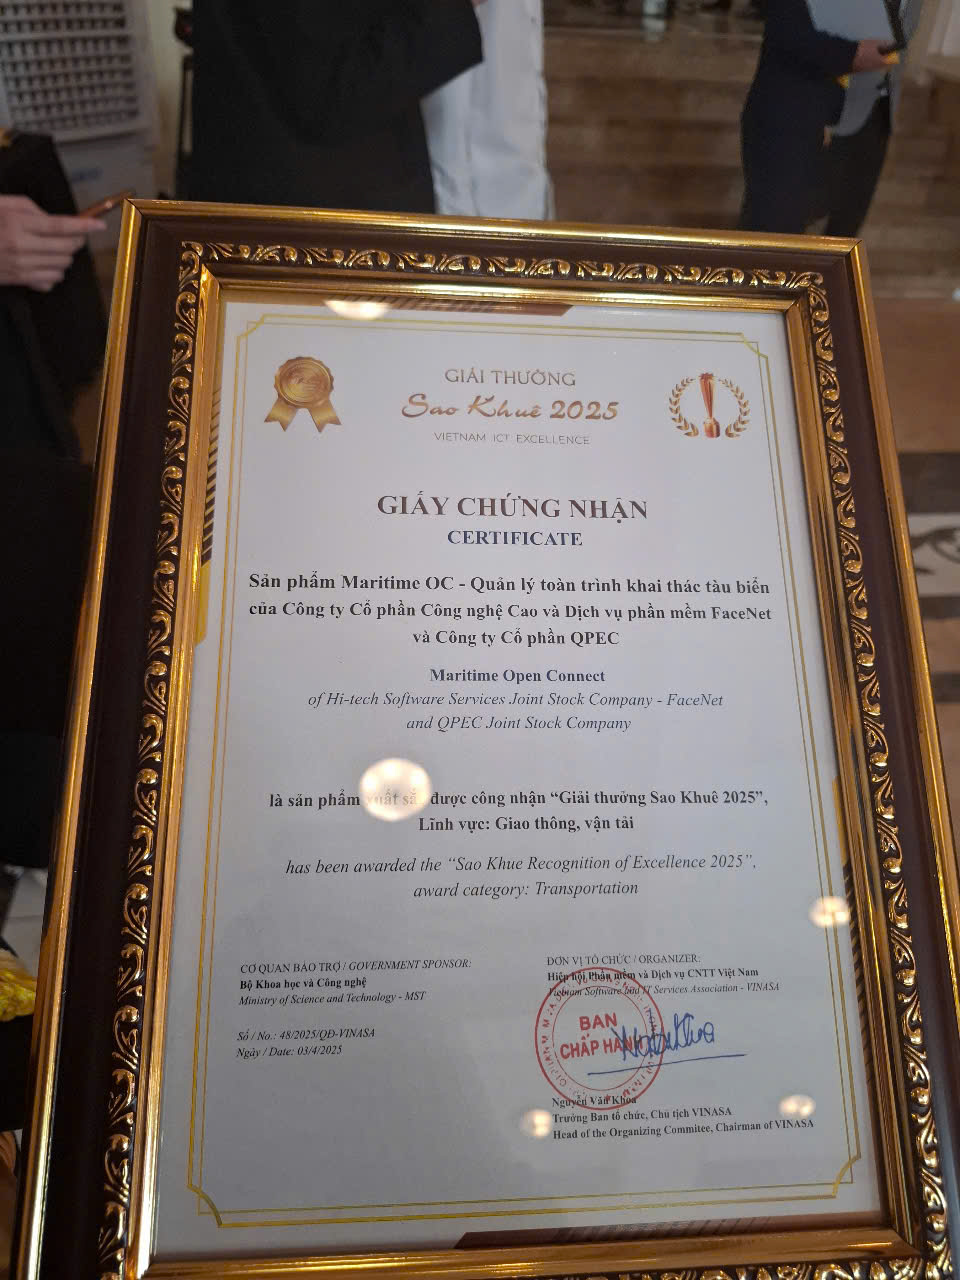 GIẢI THƯỞNG
Sao Khuê 2025
VIETNAM ICT EXCELLENCE
GIẤY CHỨNG NHẬN
CERTIFICATE
Sản phẩm Maritime OC - Quản lý toàn trình khai thác tàu biển
của Công ty Cổ phần Công nghệ Cao và Dịch vụ phần mềm FaceNet
và Công ty Cổ phần QPEC
Maritime Open Connect
of Hi-tech Software Services Joint Stock Company - FaceNet
and QPEC Joint Stock Company
là sản phẩm xuất sắc được công nhận “Giải thưởng Sao Khuê 2025”,
Lĩnh vực: Giao thông, vận tải
has been awarded the “Sao Khue Recognition of Excellence 2025”,
award category: Transportation
CƠ QUAN BẢO TRỢ / GOVERNMENT SPONSOR:
Bộ Khoa học và Công nghệ
Ministry of Science and Technology - MST
Số / No.: 48/2025/QĐ-VINASA
Ngày / Date: 03/4/2025
ĐƠN VỊ TỔ CHỨC / ORGANIZER:
Hiệp hội Phần mềm và Dịch vụ CNTT Việt Nam
Vietnam Software and IT Services Association - VINASA
BAN
CHẤP HÀNH
Nguyễn Văn Khoa
Trưởng Ban tổ chức, Chủ tịch VINASA
Head of the Organizing Commitee, Chairman of VINASA